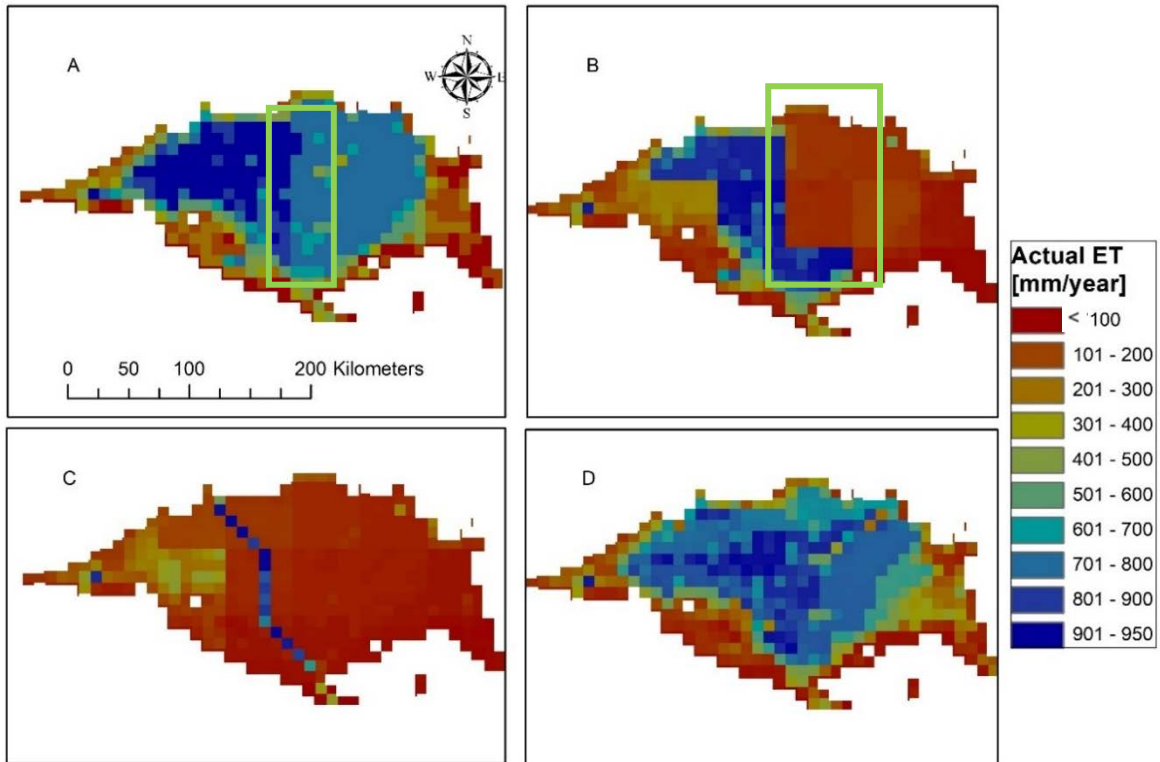 A
N
W
E
S
B
0 50 100 200 Kilometers
C
D
Actual ET
[mm/year]
< 100
101 - 200
201 - 300
301 - 400
401 - 500
501 - 600
601 - 700
701 - 800
801 - 900
901 - 950